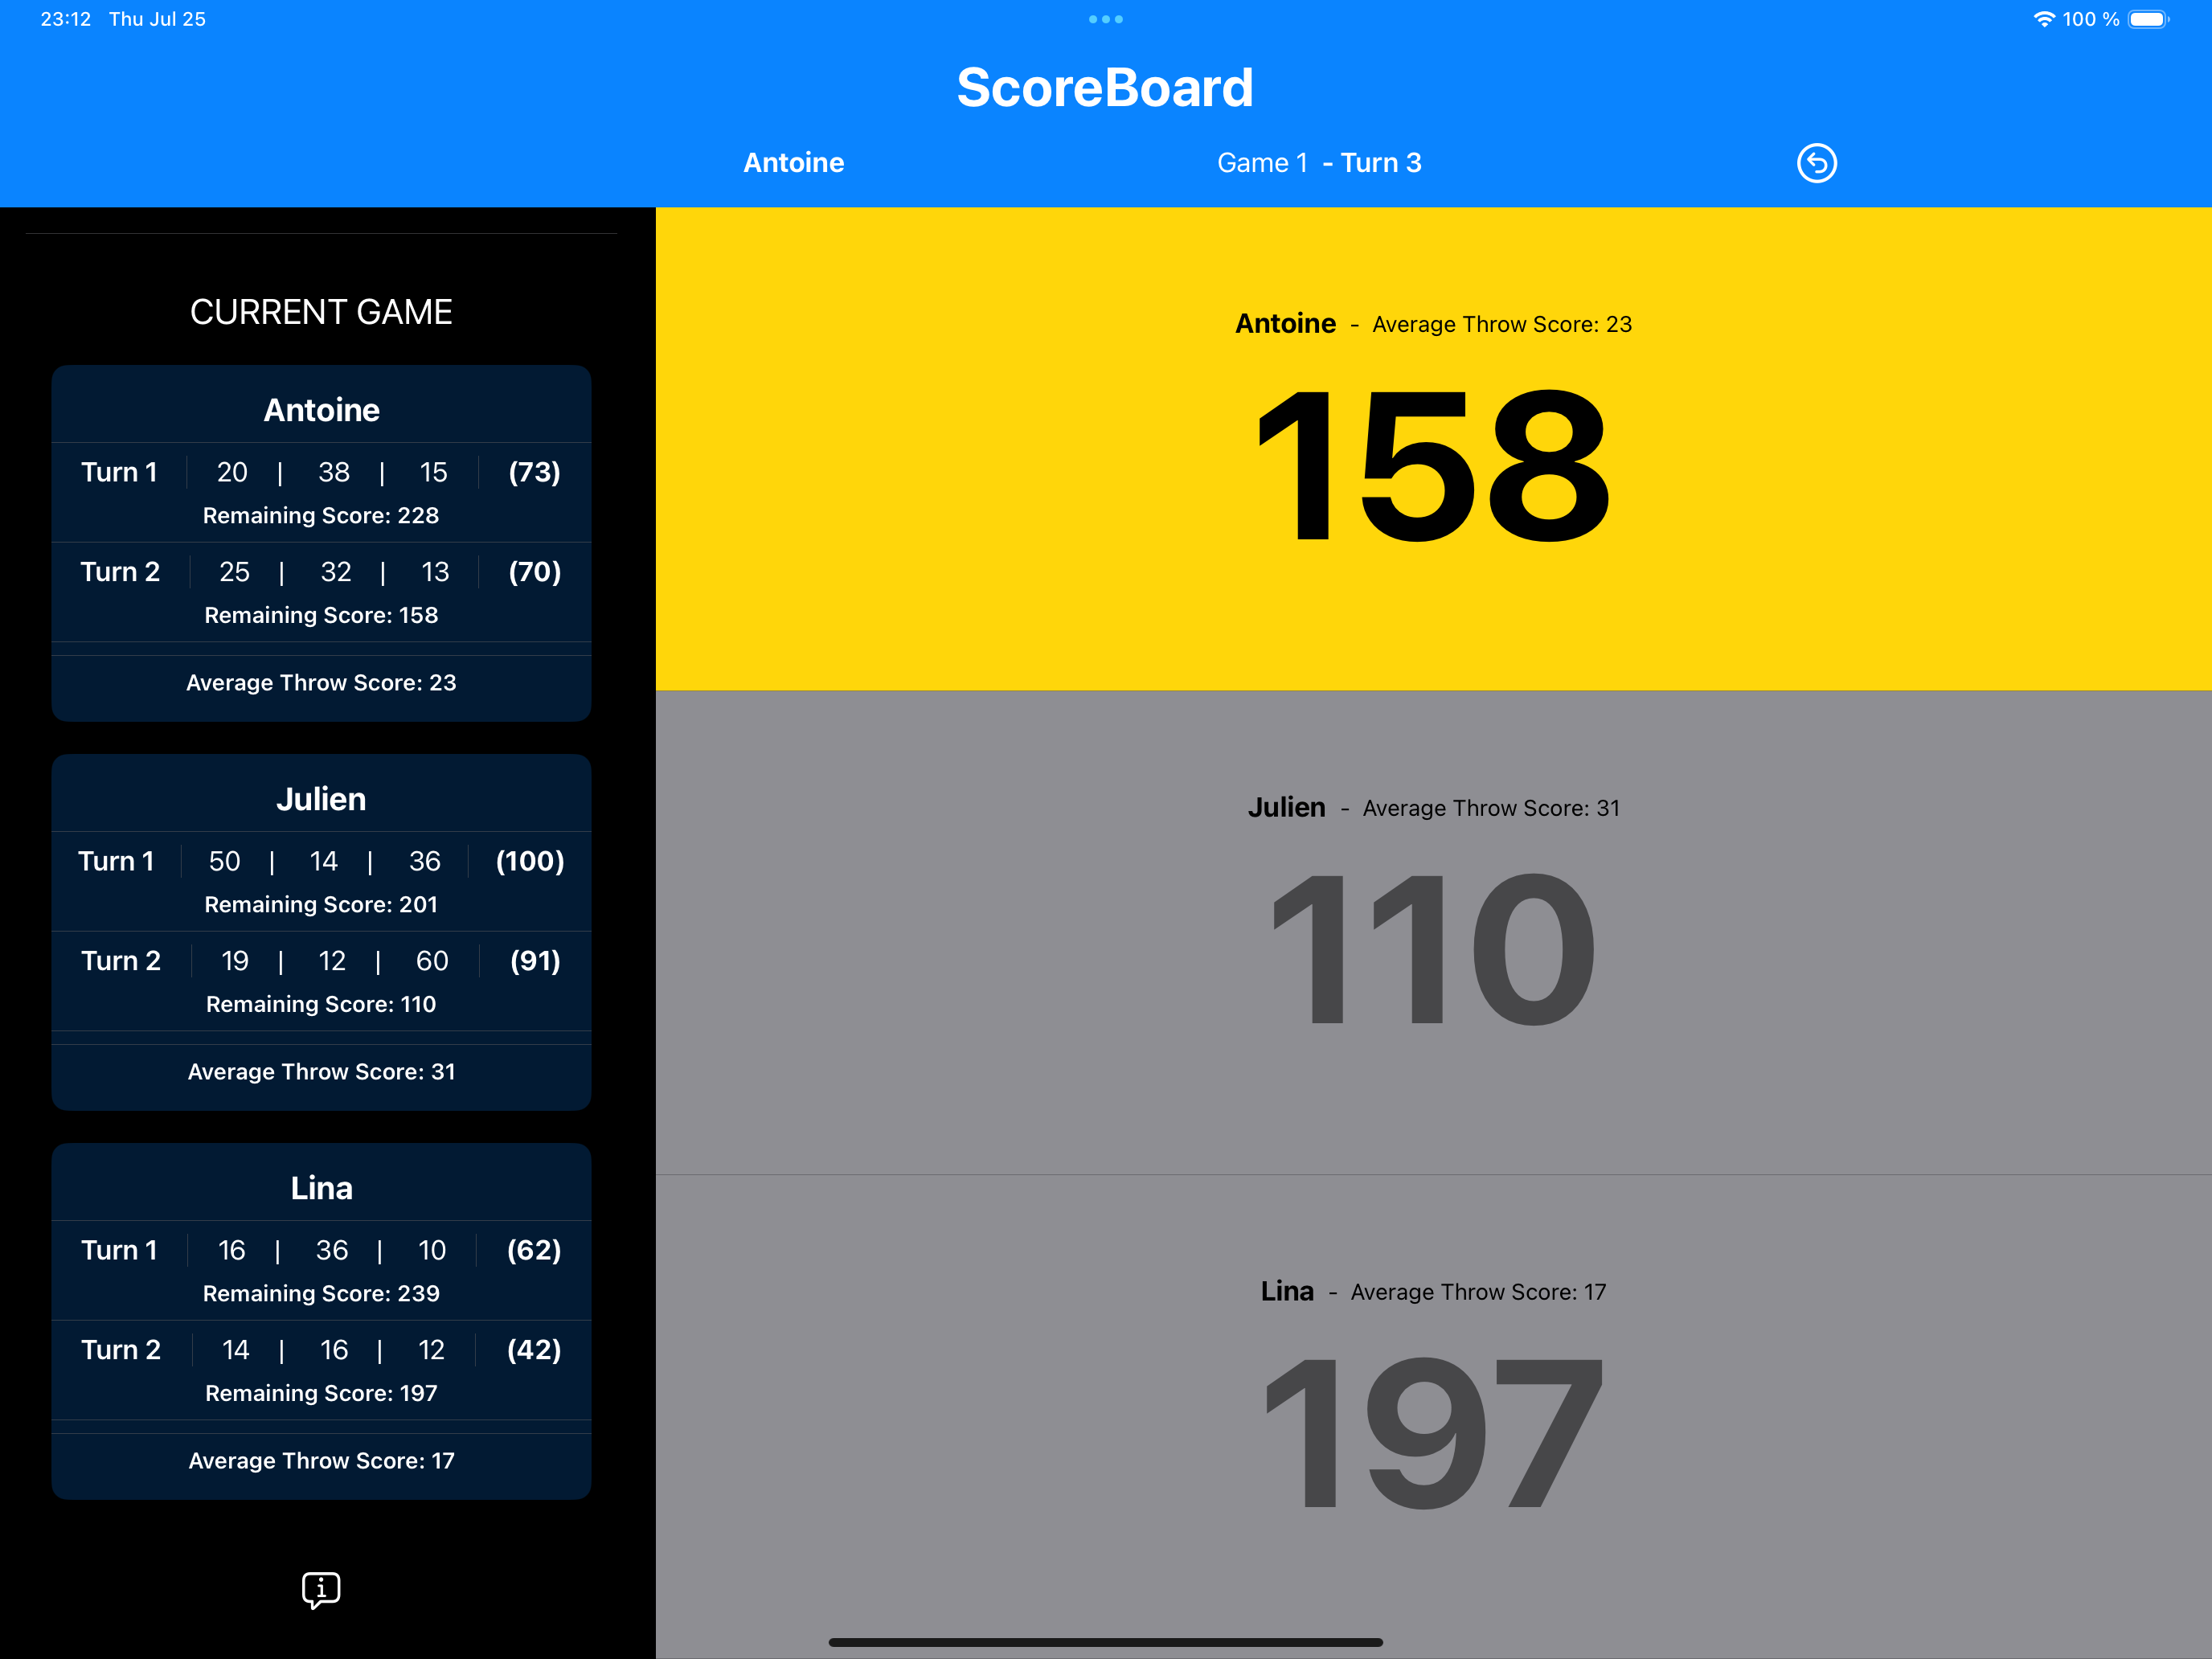 23:12 Thu Jul 25
100 %
ScoreBoard
Antoine
Game 1 - Turn 3
CURRENT GAME
Antoine
Turn 1 20 | 38 | 15 (73)
Remaining Score: 228
Turn 2 25 | 32 | 13 (70)
Remaining Score: 158
Average Throw Score: 23
Julien
Turn 1 50 | 14 | 36 (100)
Remaining Score: 201
Turn 2 19 | 12 | 60 (91)
Remaining Score: 110
Average Throw Score: 31
Lina
Turn 1 16 | 36 | 10 (62)
Remaining Score: 239
Turn 2 14 | 16 | 12 (42)
Remaining Score: 197
Average Throw Score: 17
Antoine - Average Throw Score: 23
158
Julien - Average Throw Score: 31
110
Lina - Average Throw Score: 17
197